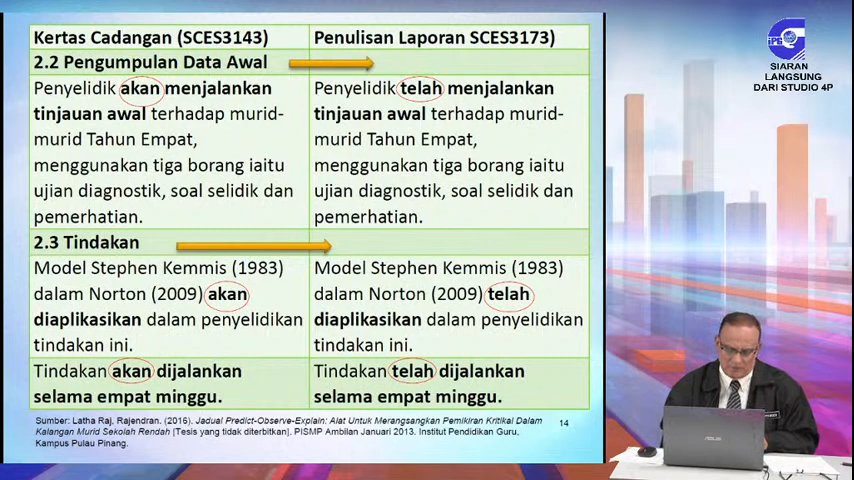 Kertas Cadangan (SCES3143)
Penulisan Laporan SCES3173)
2.2 Pengumpulan Data Awal
Penyelidik akan menjalankan
tinjauan awal terhadap murid-
murid Tahun Empat,
menggunakan tiga borang iaitu
ujian diagnostik, soal selidik dan
pemerhatian.
Penyelidik telah menjalankan
tinjauan awal terhadap murid-
murid Tahun Empat,
menggunakan tiga borang iaitu
ujian diagnostik, soal selidik dan
pemerhatian.
2.3 Tindakan
Model Stephen Kemmis (1983)
dalam Norton (2009) akan
diaplikasikan dalam penyelidikan
tindakan ini.
Model Stephen Kemmis (1983)
dalam Norton (2009) telah
diaplikasikan dalam penyelidikan
tindakan ini.
Tindakan akan dijalankan
selama empat minggu.
Tindakan telah dijalankan
selama empat minggu.
Sumber: Latha Raj, Rajendran. (2016). Jadual Predict-Observe-Explain: Alat Untuk Merangsangkan Pemikiran Kritikal Dalam
Kalangan Murid Sekolah Rendah [Tesis yang tidak diterbitkan]. PISMP Ambilan Januari 2013. Institut Pendidikan Guru,
Kampus Pulau Pinang.
14
iPG
SIARAN
LANGSUNG
DARI STUDIO 4P
ASUS